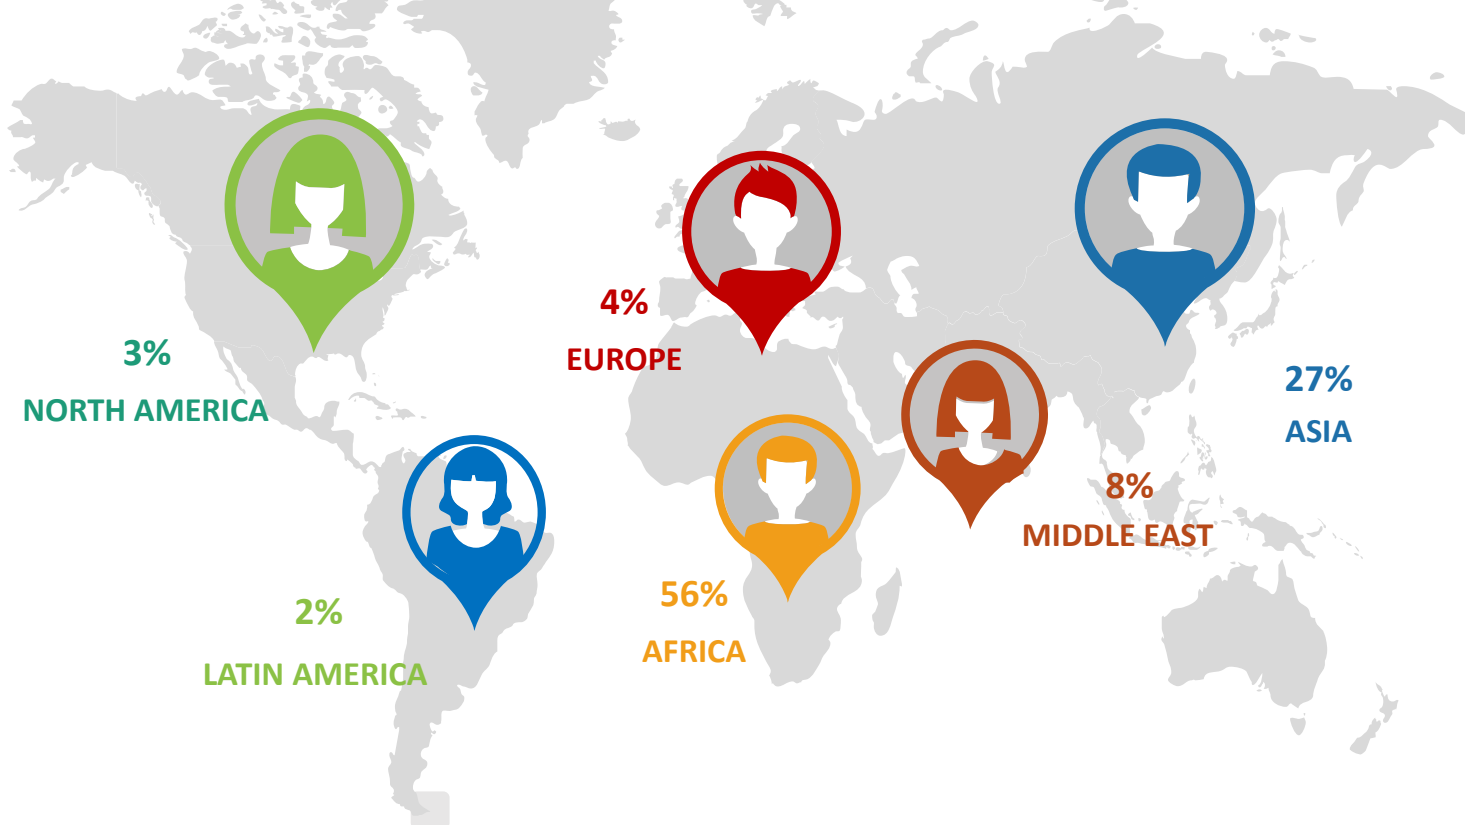 3%
NORTH AMERICA
2%
LATIN AMERICA
4%
EUROPE
56%
AFRICA
8%
MIDDLE EAST
27%
ASIA